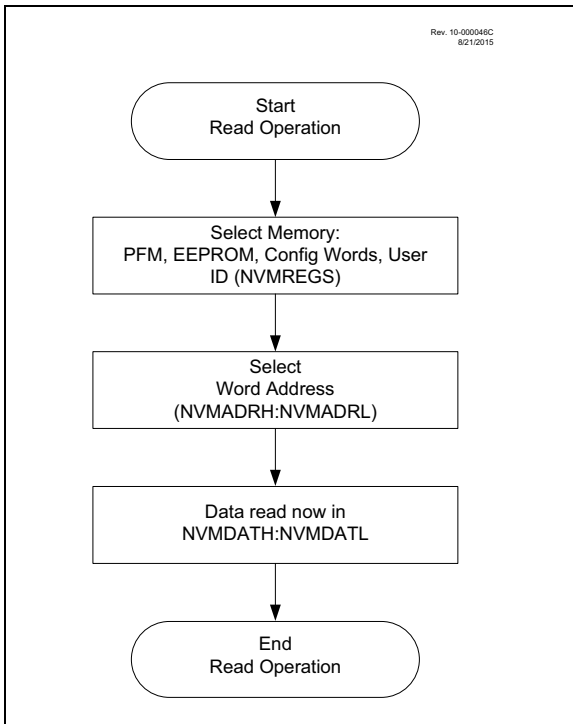 Rev. 10-000046C
8/21/2015
Start
Read Operation
Select Memory:
PFM, EEPROM, Config Words, User
ID (NVMREGS)
Select
Word Address
(NVMADRH:NVMADRL)
Data read now in
NVMDATH:NVMDATL
End
Read Operation